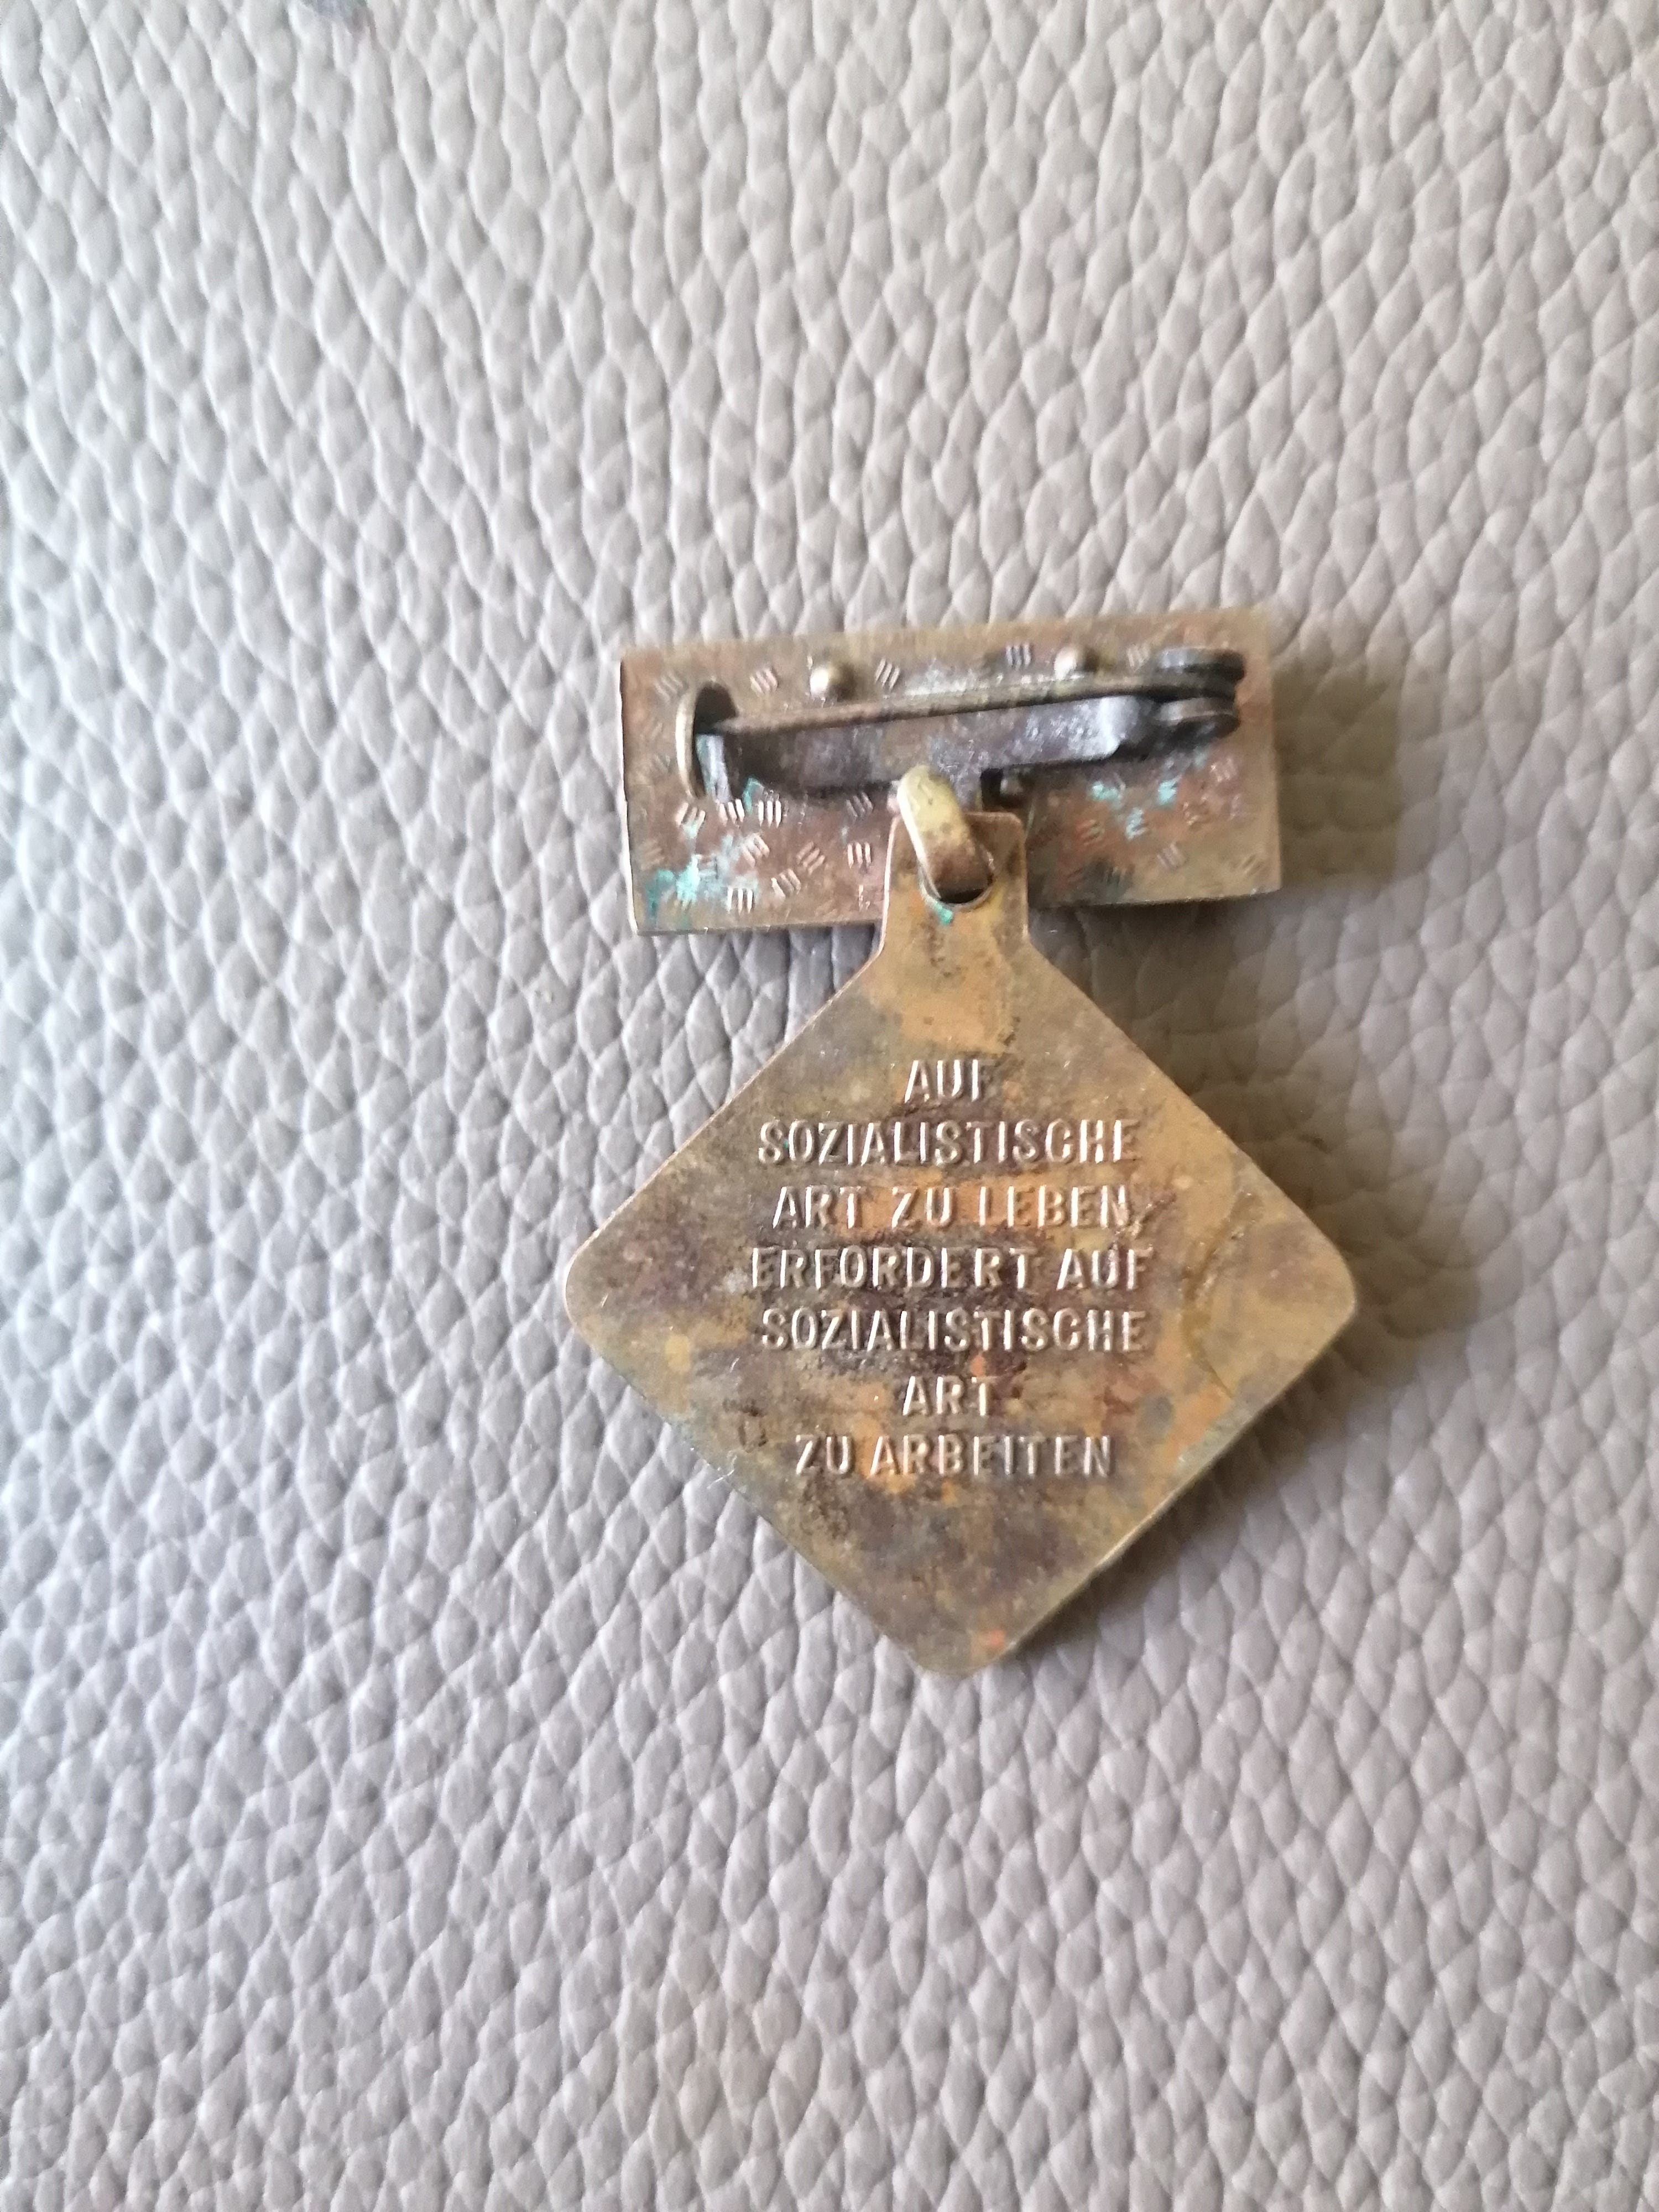 AUF
SOZIALISTISCHE
ART ZU LEBEN,
ERFORDERT AUF
SOZIALISTISCHE
ART
ZU ARBEITEN